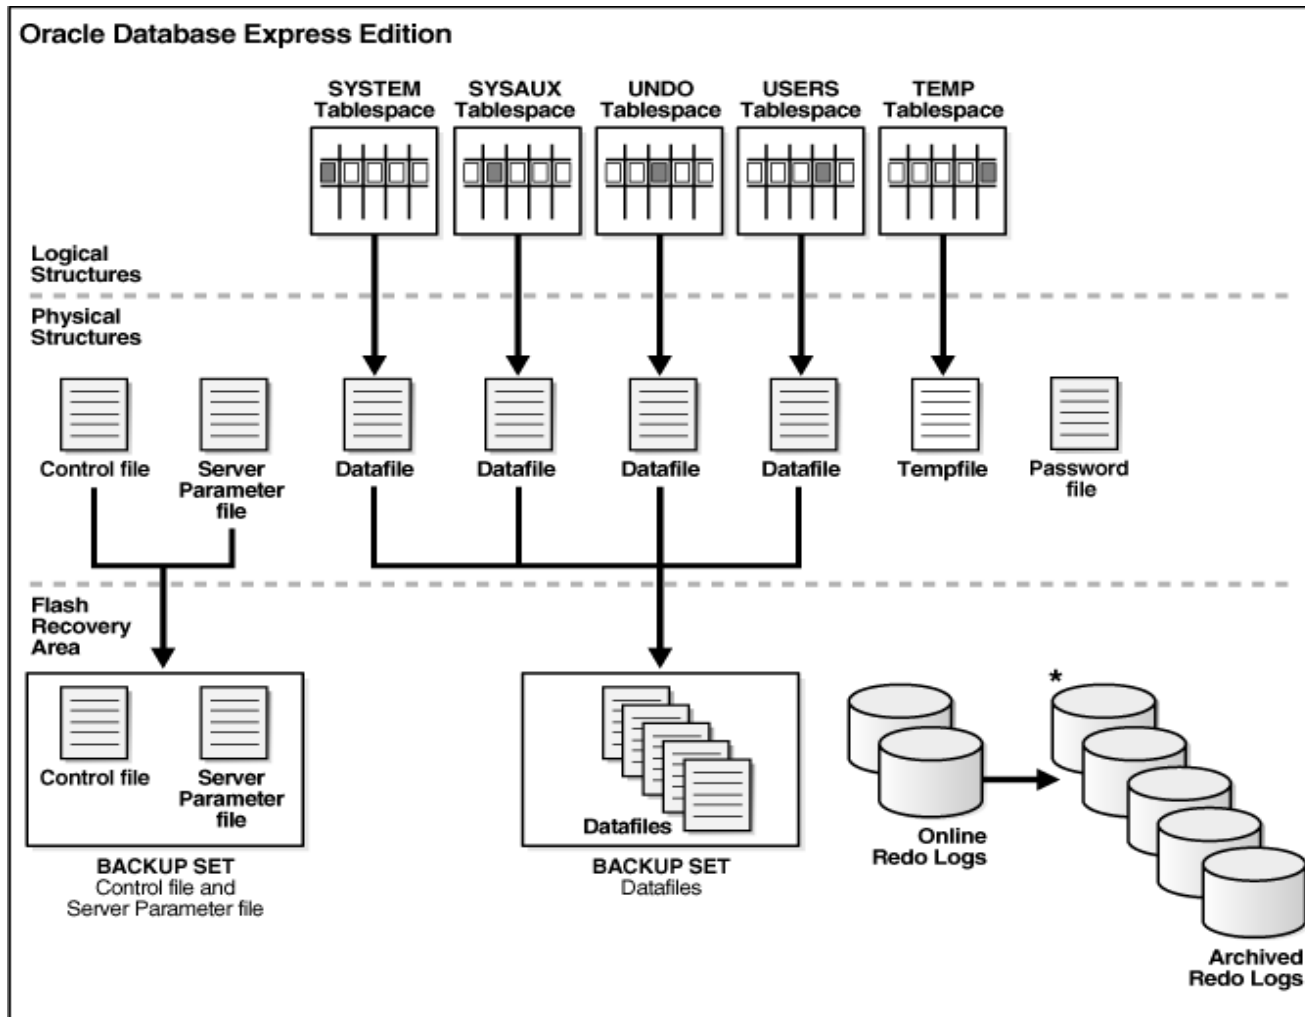 Oracle Database Express Edition
SYSTEM
Tablespace
SYSAUX
Tablespace
UNDO
Tablespace
USERS
Tablespace
TEMP
Tablespace
Logical
Structures
Physical
Structures
Control file
Server
Parameter
file
Datafile
Datafile
Datafile
Datafile
Tempfile
Password
file
Flash
Recovery
Area
Control file
Server
Parameter
file
BACKUP SET
Control file and
Server Parameter file
Datafiles
BACKUP SET
Datafiles
Online
Redo Logs
*
Archived
Redo Logs